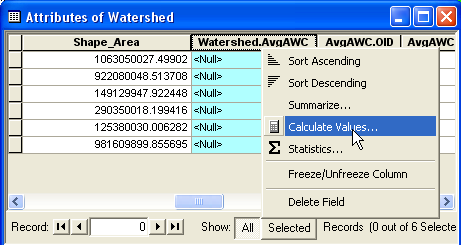 Attributes of Watershed
Shape_Area Watershed.AvgAWC AvgAWC.OID AvgAWC
1063050027.49902 <Null>
922080048.513708 <Null>
149129947.922448 <Null>
290350018.199416 <Null>
125380030.006282 <Null>
981609899.855695 <Null>
Sort Ascending
Sort Descending
Summarize...
Calculate Values...
Statistics...
Freeze/Unfreeze Column
Delete Field
Record: 0 Show: All Selected Records (0 out of 6 Selecte